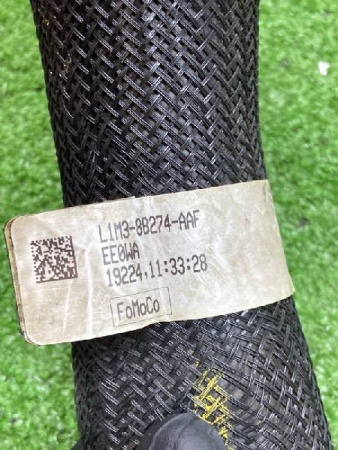 L1M3-8B274-AAF
EE0WA
19224,11:33:28
FoMoCo